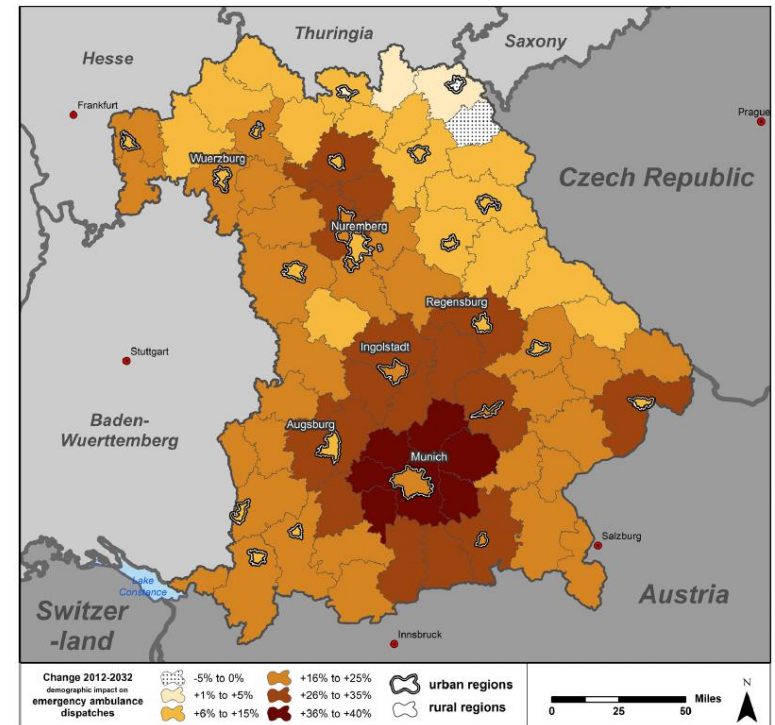 Thuringia
Saxony
Hesse
Frankfurt
Prague
Wuerzburg
Czech Republic
Nuremberg
Regensburg
Stuttgart
Ingolstadt
Baden-
Wuerttemberg
Augsburg
Munich
Salzburg
Lake
Constance
Austria
Switzer
-land
Innsbruck
Change 2012-2032
demographic impact on
emergency ambulance
dispatches
-5% to 0%
+1% to +5%
+6% to +15%
+16% to +25%
+26% to +35%
+36% to +40%
urban regions
rural regions
Miles
0 25 50
N